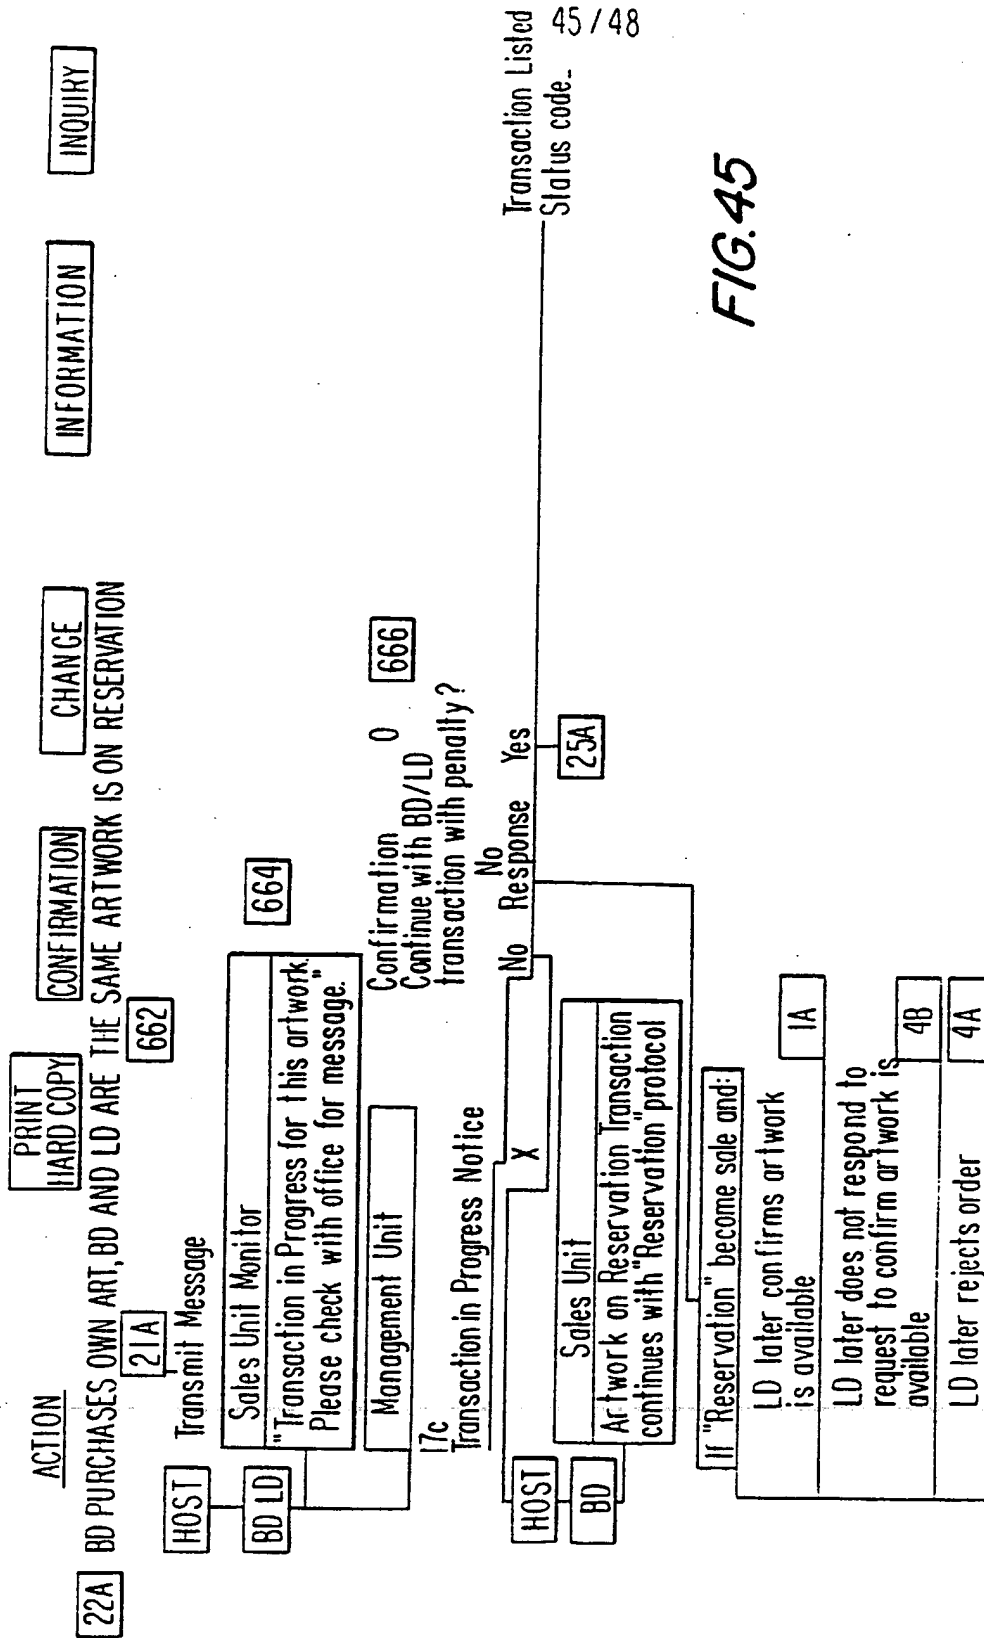 45/48
ACTION
PRINT
HARD COPY
CONFIRMATION
CHANGE
INFORMATION
INQUIRY
22A
BD PURCHASES OWN ART, BD AND LD ARE THE SAME ARTWORK IS ON RESERVATION
21A
662
HOST
Transmit Message
BD LD
Sales Unit Monitor
"Transaction in Progress for this artwork.
Please check with office for message."
664
Management Unit
Confirmation O
Continue with BD/LD
transaction with penalty?
666
17c
Transaction in Progress Notice
No
No Response Yes
Transaction Listed
Status code_
X
25A
HOST
BD
Sales Unit
Artwork on Reservation Transaction
continues with "Reservation" protocol
If "Reservation" become sale and:
LD later confirms artwork
is available
1A
LD later does not respond to
request to confirm artwork is
available
4B
LD later rejects order
4A
FIG.45